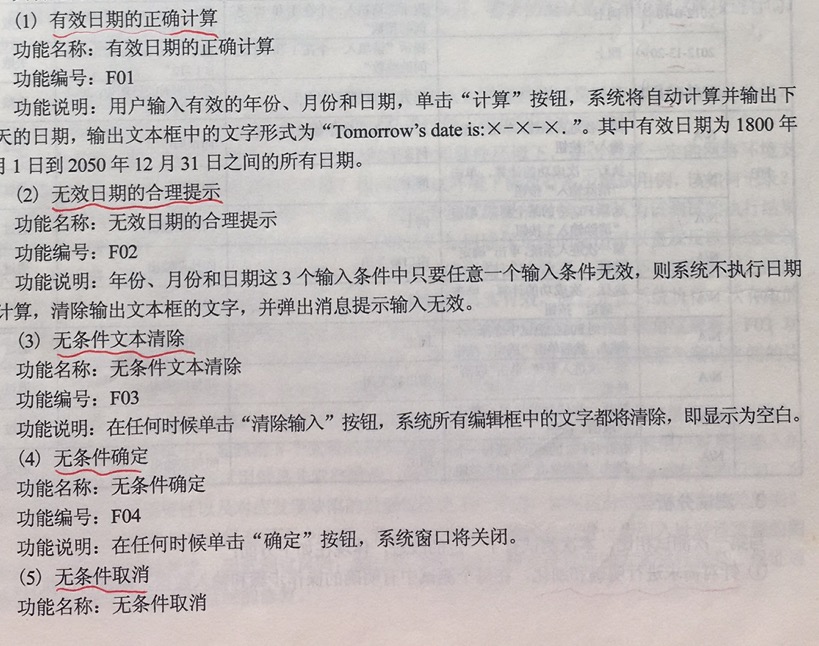 (1) 有效日期的正确计算
功能名称：有效日期的正确计算
功能编号：F01
功能说明：用户输入有效的年份、月份和日期，单击“计算”按钮，系统将自动计算并输出下
天的日期，输出文本框中的文字形式为“Tomorrow's date is:×-×-×.”。其中有效日期为 1800 年
月 1 日到 2050 年 12 月 31 日之间的所有日期。
(2) 无效日期的合理提示
功能名称：无效日期的合理提示
功能编号：F02
功能说明：年份、月份和日期这 3 个输入条件中只要任意一个输入条件无效，则系统不执行日期
计算，清除输出文本框的文字，并弹出消息提示输入无效。
(3) 无条件文本清除
功能名称：无条件文本清除
功能编号：F03
功能说明：在任何时候单击“清除输入”按钮，系统所有编辑框中的文字都将清除，即显示为空白。
(4) 无条件确定
功能名称：无条件确定
功能编号：F04
功能说明：在任何时候单击“确定”按钮，系统窗口将关闭。
(5) 无条件取消
功能名称：无条件取消